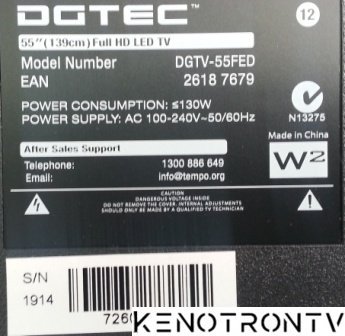 DGTEC
12
55"(139cm)Full HD LED TV
Model Number DGTV-55FED
EAN 2618 7679
POWER CONSUMPTION: ≤130W
POWER SUPPLY: AC 100-240V~50/60Hz
N13275
Made in China
After Sales Support
W2
Telephone: 1300 886 649
Email: info@tempo.org
CAUTION
DANGEROUS VOLTAGE INSIDE
DO NOT REMOVE THE COVER. INTERNAL ADJUSTMENTS
SHOULD ONLY BE MADE BY A QUALIFIED TV TECHNICIAN
S/N
1914
KENOTRONTV